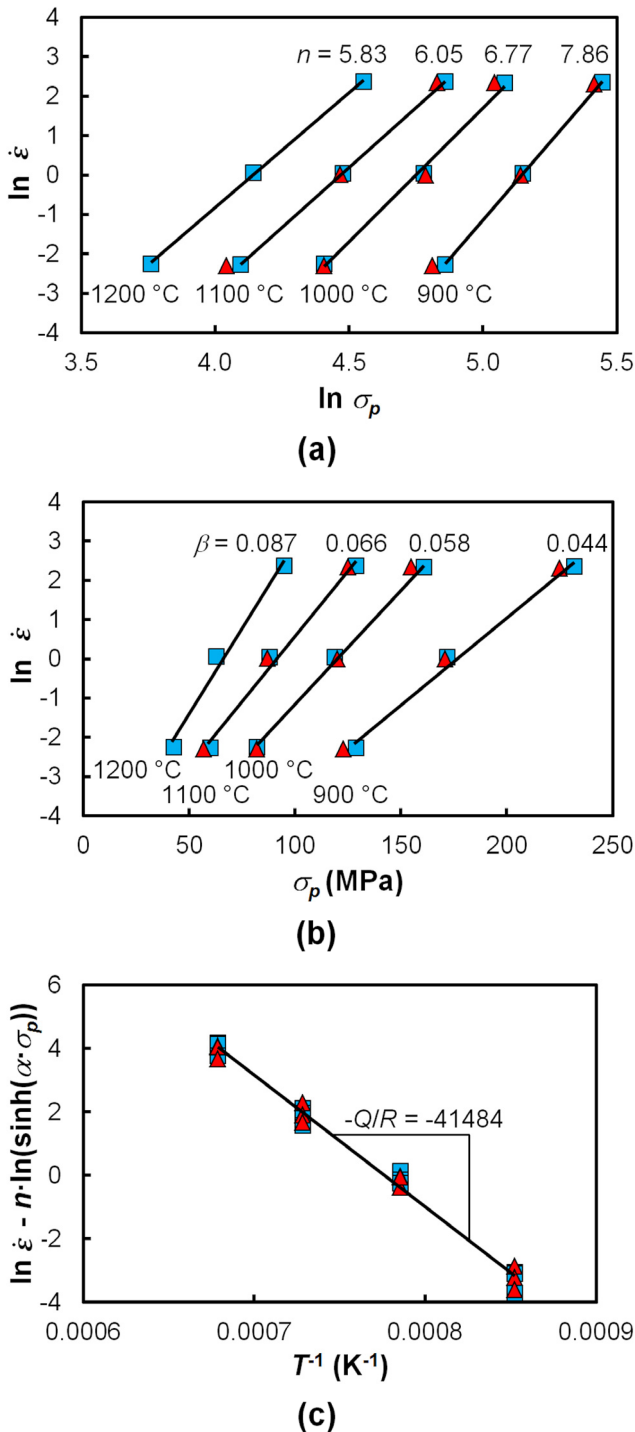 4
n = 5.83 6.05 6.77 7.86
3
2
1
0
-1
-2
-3
-4
ln ε̇
1200 °C 1100 °C 1000 °C 900 °C
3.5 4.0 4.5 5.0 5.5
ln σp
(a)
4
3
β = 0.087 0.066 0.058 0.044
2
1
0
-1
-2
-3
-4
ln ε̇
1200 °C 1000 °C
1100 °C 900 °C
0 50 100 150 200 250
σp (MPa)
(b)
6
4
2
0
-2
-4
ln ε̇ - n·ln(sinh(α·σp))
-Q/R = -41484
0.0006 0.0007 0.0008 0.0009
T-1 (K-1)
(c)